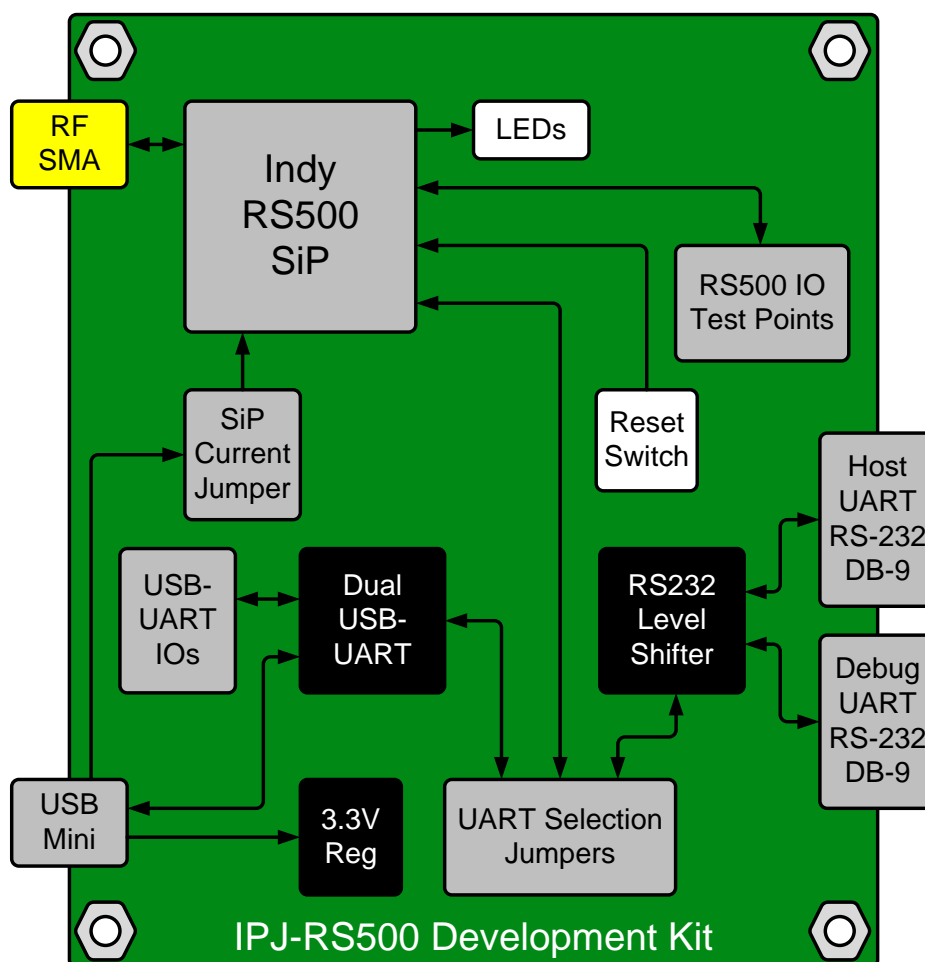 RF
SMA
Indy
RS500
SiP
LEDs
RS500 IO
Test Points
SiP
Current
Jumper
Reset
Switch
Host
UART
RS-232
DB-9
USB-
UART
IOs
Dual
USB-
UART
RS232
Level
Shifter
Debug
UART
RS-232
DB-9
USB
Mini
3.3V
Reg
UART Selection
Jumpers
IPJ-RS500 Development Kit